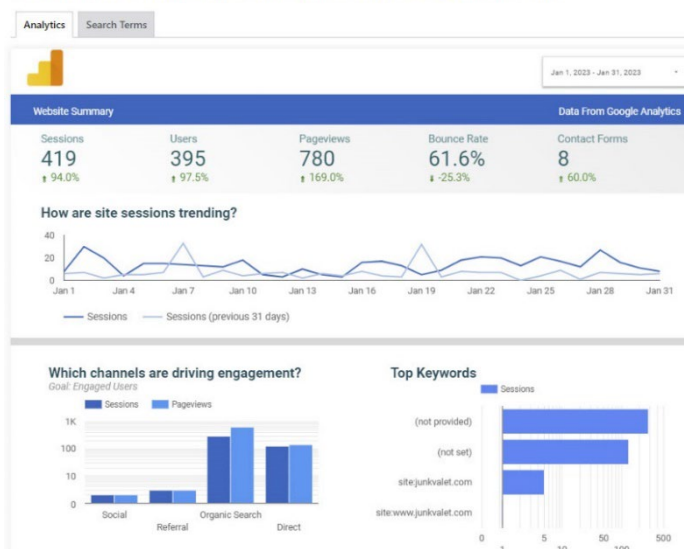 Analytics
Search Terms
Jan 1, 2023 - Jan 31, 2023
Website Summary
Data From Google Analytics
Sessions
Users
Pageviews
Bounce Rate
Contact Forms
419
395
780
61.6%
8
94.0%
97.5%
169.0%
-25.3%
60.0%
How are site sessions trending?
40
20
0
Jan 1
Jan 4
Jan 7
Jan 10
Jan 13
Jan 16
Jan 19
Jan 22
Jan 25
Jan 28
Jan 31
Sessions
Sessions (previous 31 days)
Which channels are driving engagement?
Goal: Engaged Users
Sessions
Pageviews
1K
100
10
0
Social
Referral
Organic Search
Direct
Top Keywords
Sessions
(not provided)
(not set)
site:junkvalet.com
site:www.junkvalet.com
0
5
50
500
1
10
100